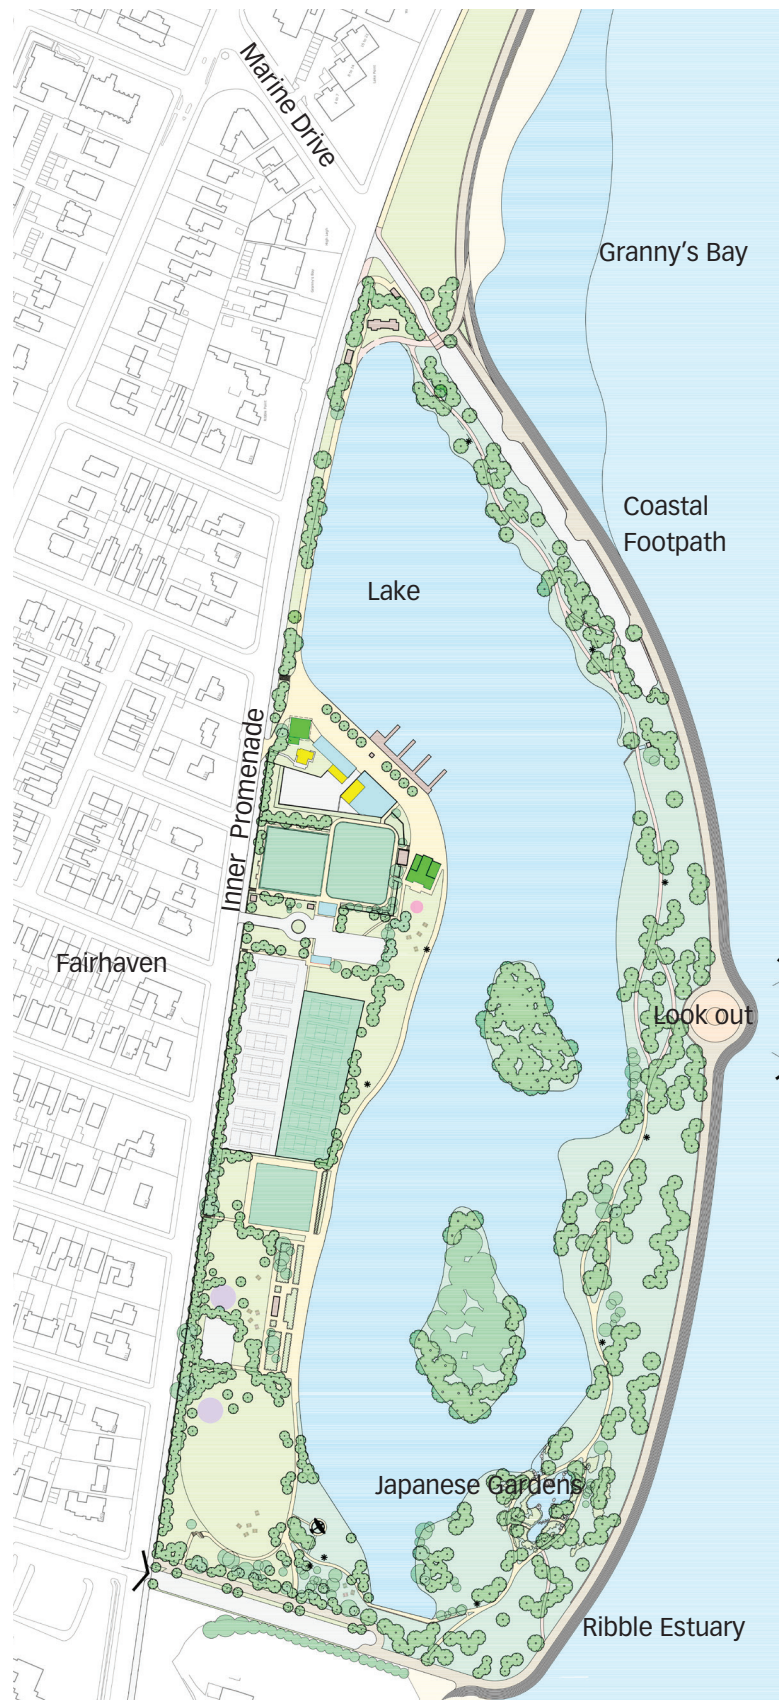 Marine Drive
Granny's Bay
Coastal
Footpath
Lake
Inner Promenade
Fairhaven
Look out
Japanese Gardens
Ribble Estuary